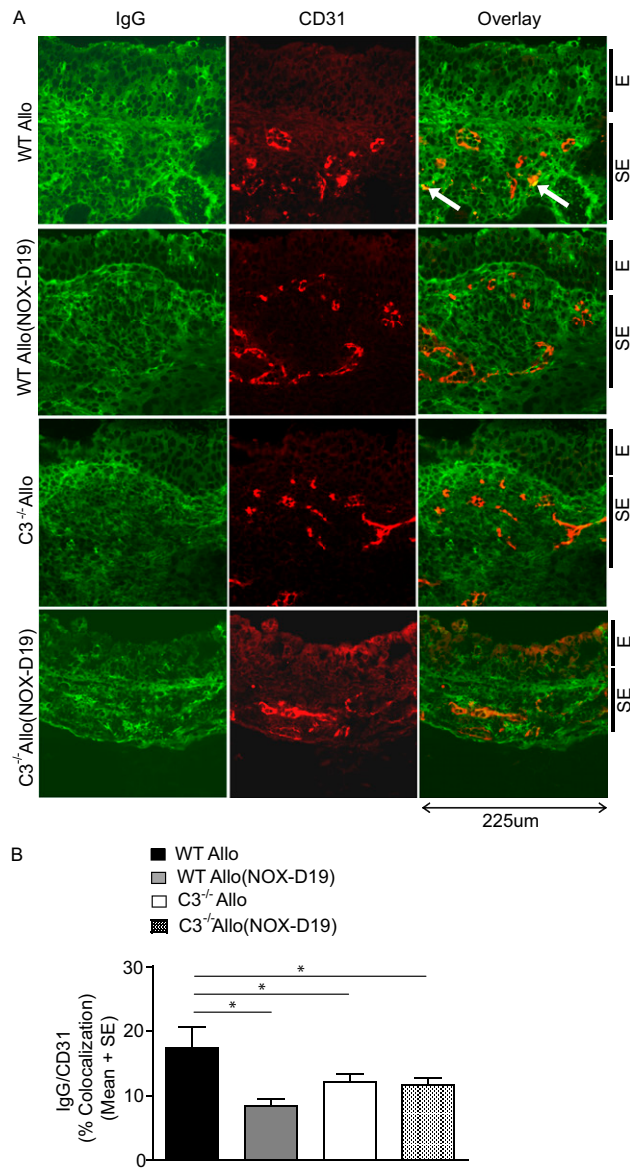 A
IgG CD31 Overlay
WT Allo
E
SE
WT Allo(NOX-D19)
E
SE
C3-/- Allo
E
SE
C3-/-Allo(NOX-D19)
E
SE
225um
B
WT Allo
WT Allo(NOX-D19)
C3-/- Allo
C3-/-Allo(NOX-D19)
IgG/CD31
(% Colocalization)
(Mean + SE)
30
20
10
0
*
*
*